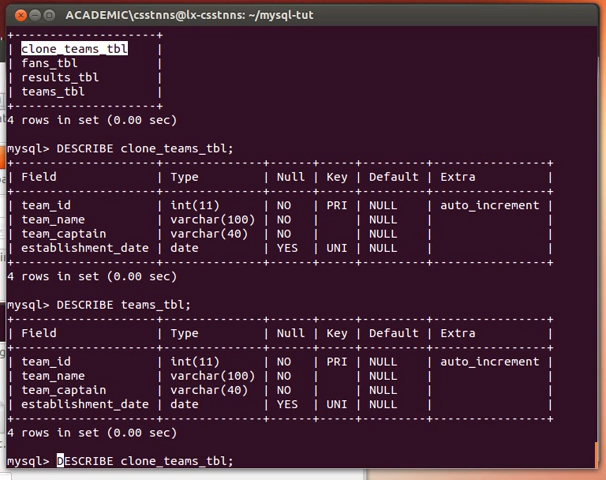 ACADEMIC\csstnns@lx-csstnns: ~/mysql-tut
+-------------------+
| clone_teams_tbl    |
| fans_tbl           |
| results_tbl        |
| teams_tbl          |
+-------------------+
4 rows in set (0.00 sec)
mysql> DESCRIBE clone_teams_tbl;
+--------------------+--------------+------+-----+---------+----------------+
| Field              | Type         | Null | Key | Default | Extra          |
+--------------------+--------------+------+-----+---------+----------------+
| team_id            | int(11)      | NO   | PRI | NULL    | auto_increment |
| team_name          | varchar(100) | NO   |     | NULL    |                |
| team_captain       | varchar(40)  | NO   |     | NULL    |                |
| establishment_date | date         | YES  | UNI | NULL    |                |
+--------------------+--------------+------+-----+---------+----------------+
4 rows in set (0.00 sec)
mysql> DESCRIBE teams_tbl;
+--------------------+--------------+------+-----+---------+----------------+
| Field              | Type         | Null | Key | Default | Extra          |
+--------------------+--------------+------+-----+---------+----------------+
| team_id            | int(11)      | NO   | PRI | NULL    | auto_increment |
| team_name          | varchar(100) | NO   |     | NULL    |                |
| team_captain       | varchar(40)  | NO   |     | NULL    |                |
| establishment_date | date         | YES  | UNI | NULL    |                |
+--------------------+--------------+------+-----+---------+----------------+
4 rows in set (0.00 sec)
mysql> DESCRIBE clone_teams_tbl;